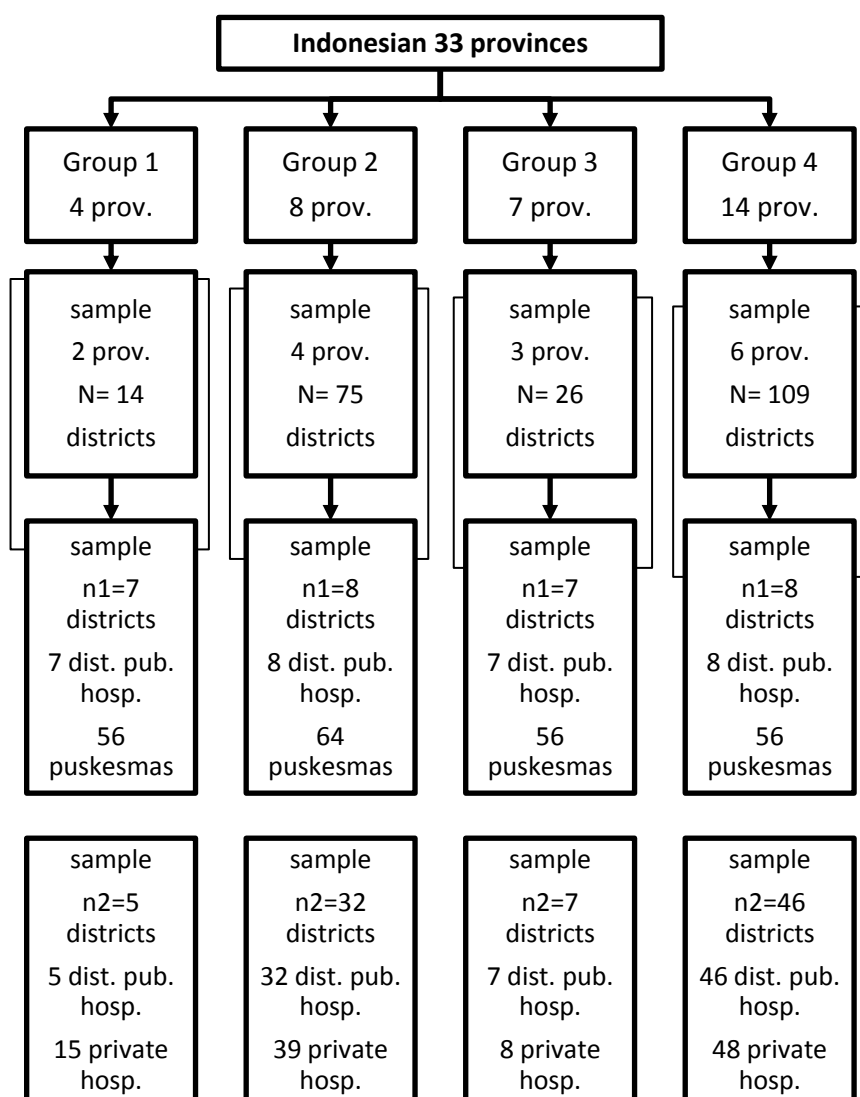 Indonesian 33 provinces
Group 1
4 prov.
Group 2
8 prov.
Group 3
7 prov.
Group 4
14 prov.
sample
2 prov.
N= 14
districts
sample
4 prov.
N= 75
districts
sample
3 prov.
N= 26
districts
sample
6 prov.
N= 109
districts
sample
n1=7
districts
7 dist. pub.
hosp.
56
puskesmas
sample
n1=8
districts
8 dist. pub.
hosp.
64
puskesmas
sample
n1=7
districts
7 dist. pub.
hosp.
56
puskesmas
sample
n1=8
districts
8 dist. pub.
hosp.
56
puskesmas
sample
n2=5
districts
5 dist. pub.
hosp.
15 private
hosp.
sample
n2=32
districts
32 dist. pub.
hosp.
39 private
hosp.
sample
n2=7
districts
7 dist. pub.
hosp.
8 private
hosp.
sample
n2=46
districts
46 dist. pub.
hosp.
48 private
hosp.